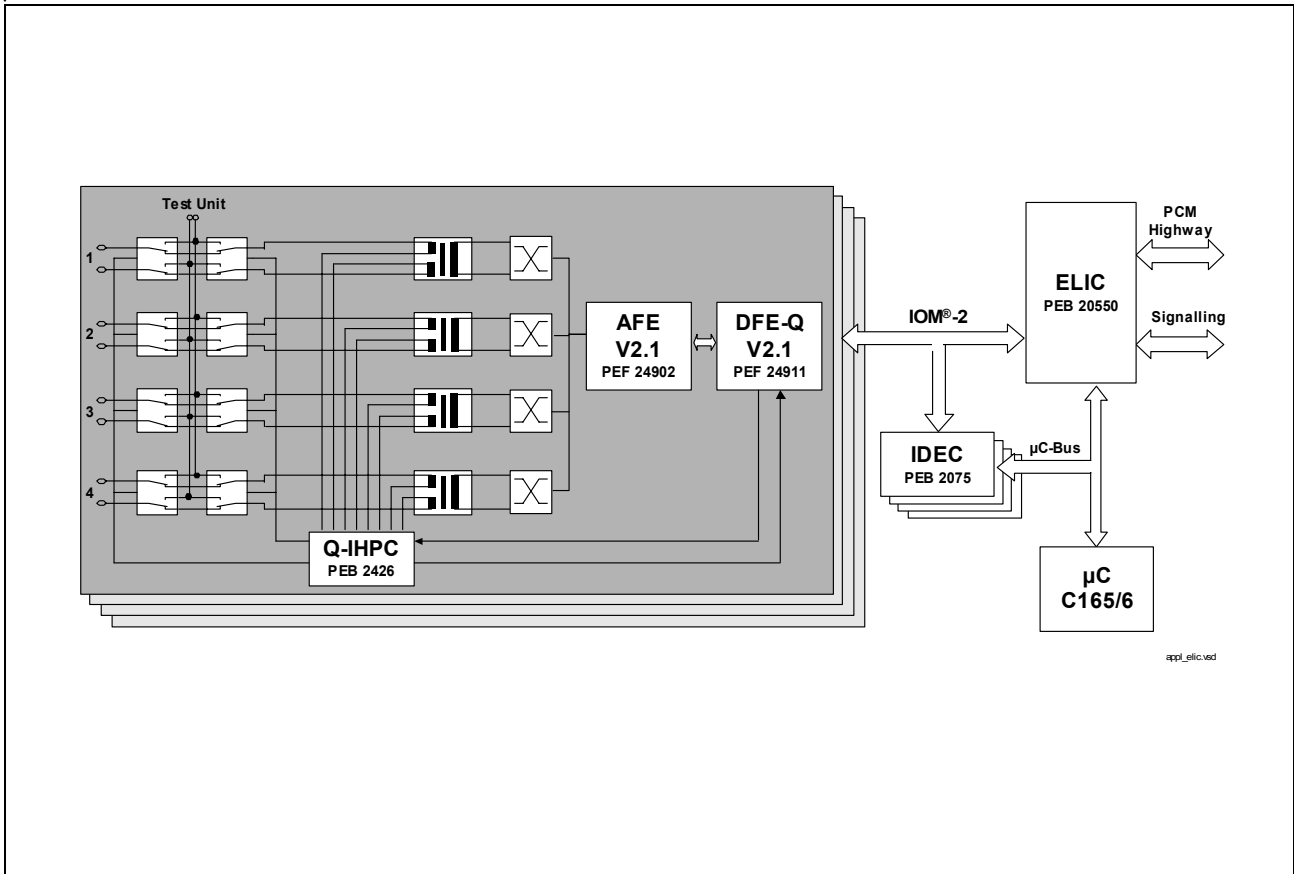 Test Unit
1
2
3
4
AFE
V2.1
PEF 24902
DFE-Q
V2.1
PEF 24911
Q-IHPC
PEB 2426
IOM®-2
ELIC
PEB 20550
PCM
Highway
Signalling
IDEC
PEB 2075
µC-Bus
µC
C165/6
appl_elic.vsd